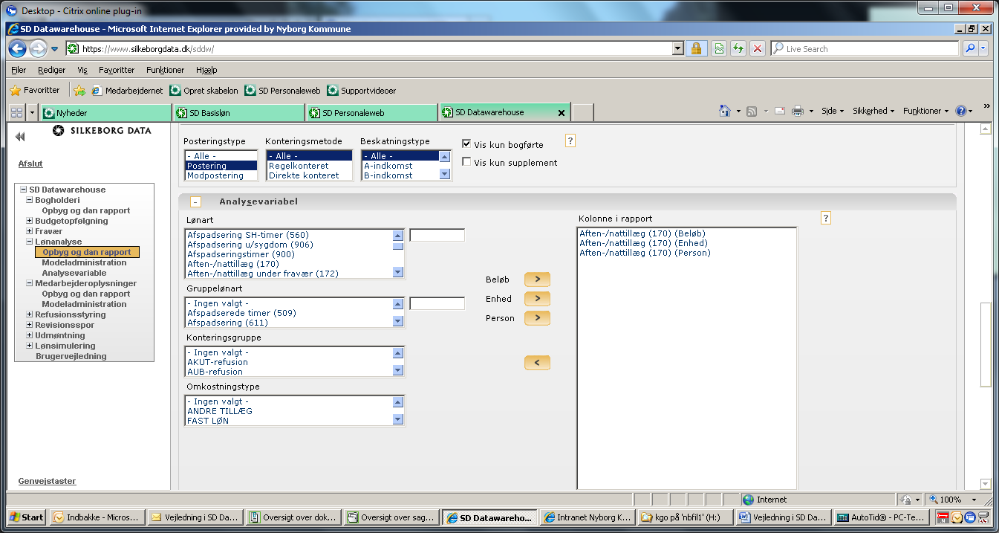 Desktop - Citrix online plug-in
SD Datawarehouse - Microsoft Internet Explorer provided by Nyborg Kommune
https://www.silkeborgdata.dk/sddw/
Live Search
Filer Rediger Vis Favoritter Funktioner Hjælp
Favoritter Medarbejdernet Opret skabelon SD Personaleweb Supportvideoer
Nyheder SD Basisløn SD Personaleweb SD Datawarehouse Side Sikkerhed Funktioner
SILKEBORG DATA
Afslut
SD Datawarehouse
Bogholderi
Opbyg og dan rapport
Budgetopfølgning
Fravær
Lønanalyse
Opbyg og dan rapport
Modeladministration
Analysevariable
Medarbejderoplysninger
Opbyg og dan rapport
Modeladministration
Refusionsstyring
Revisionsspor
Udmøntning
Lønsimulering
Brugervejledning
Genvejstaster
Posteringstype Konteringsmetode Beskatningstype
- Alle - - Alle - - Alle -
Postering Regelkonteret A-indkomst
Modpostering Direkte konteret B-indkomst
Vis kun bogførte ?
Vis kun supplement
- Analysevariabel
Lønart
Afspadsering SH-timer (560)
Afspadsering u/sygdom (906)
Afspadseringstimer (900)
Aften-/nattillæg (170)
Aften-/nattillæg under fravær (172)
Gruppelønart
- Ingen valgt -
Afspadserede timer (509)
Afspadsering (611)
Konteringsgruppe
- Ingen valgt -
AKUT-refusion
AUB-refusion
Omkostningstype
- Ingen valgt -
ANDRE TILLÆG
FAST LØN
Beløb >
Enhed >
Person >
<
Kolonne i rapport ?
Aften-/nattillæg (170) (Beløb)
Aften-/nattillæg (170) (Enhed)
Aften-/nattillæg (170) (Person)
Internet 100%
Start Indbakke - Micros... Vejledning i SD Da... Oversigt over dok... Oversigt over sag... SD Datawareho... Intranet Nyborg K... kgo på 'nbfil1' (H:) Vejledning i SD Da... AutoTid® - PC-Te...